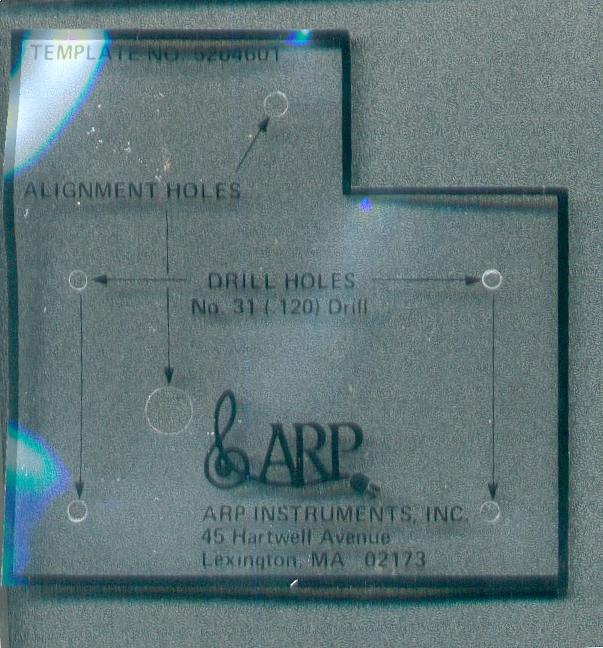 TEMPLATE NO. 5204601
ALIGNMENT HOLES
DRILL HOLES
No. 31 (.120) Drill
ARP
ARP INSTRUMENTS, INC.
45 Hartwell Avenue
Lexington, MA 02173